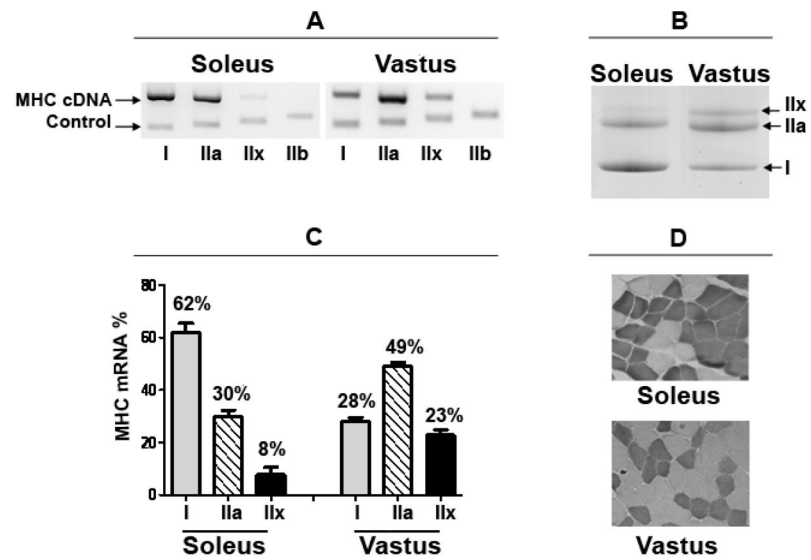 A
Soleus Vastus
MHC cDNA
Control
I IIa IIx IIb I IIa IIx IIb
B
Soleus Vastus
IIx
IIa
I
C
MHC mRNA %
80
60
40
20
0
62%
30%
8%
28%
49%
23%
I IIa IIx I IIa IIx
Soleus Vastus
D
Soleus
Vastus